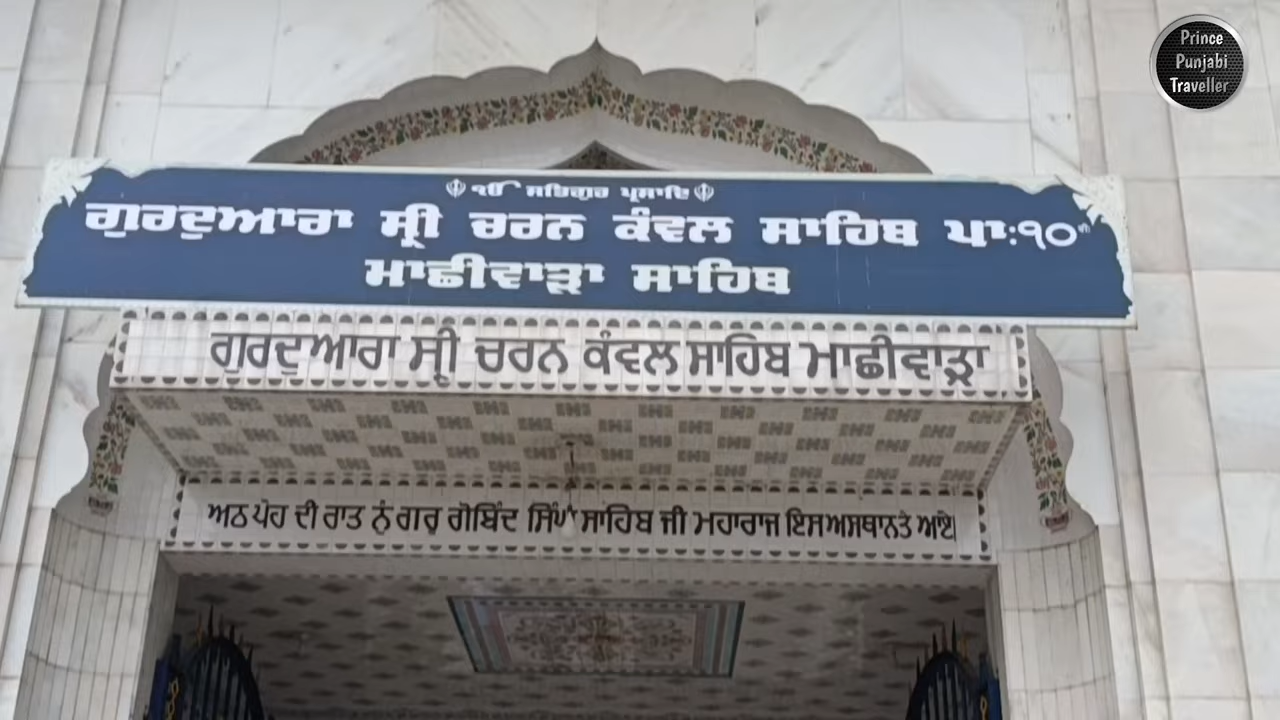 ੴ ਸਤਿਗੁਰ ਪ੍ਰਸਾਦਿ
ਗੁਰਦੁਆਰਾ ਸ੍ਰੀ ਚਰਨ ਕੰਵਲ ਸਾਹਿਬ ਪਾ:੧੦ਵੀਂ
ਮਾਛੀਵਾੜਾ ਸਾਹਿਬ
ਗੁਰਦੁਆਰਾ ਸ੍ਰੀ ਚਰਨ ਕੰਵਲ ਸਾਹਿਬ ਮਾਛੀਵਾੜਾ
ਅਠ ਪੋਹ ਦੀ ਰਾਤ ਨੂੰ ਗੁਰੂ ਗੋਬਿੰਦ ਸਿੰਘ ਸਾਹਿਬ ਜੀ ਮਹਾਰਾਜ ਇਸ ਅਸਥਾਨ ਤੇ ਆਏ
Prince
Punjabi
Traveller